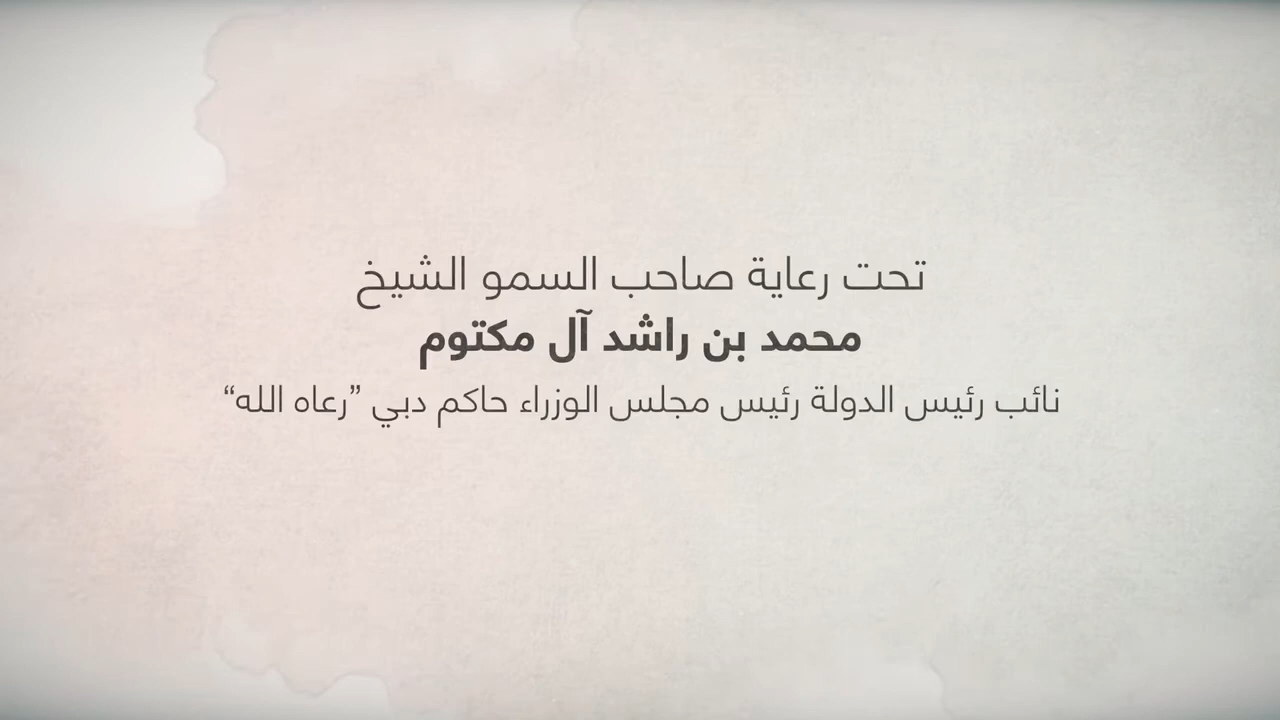 تحت رعاية صاحب السمو الشيخ
محمد بن راشد آل مكتوم
نائب رئيس الدولة رئيس مجلس الوزراء حاكم دبي ”رعاه الله“